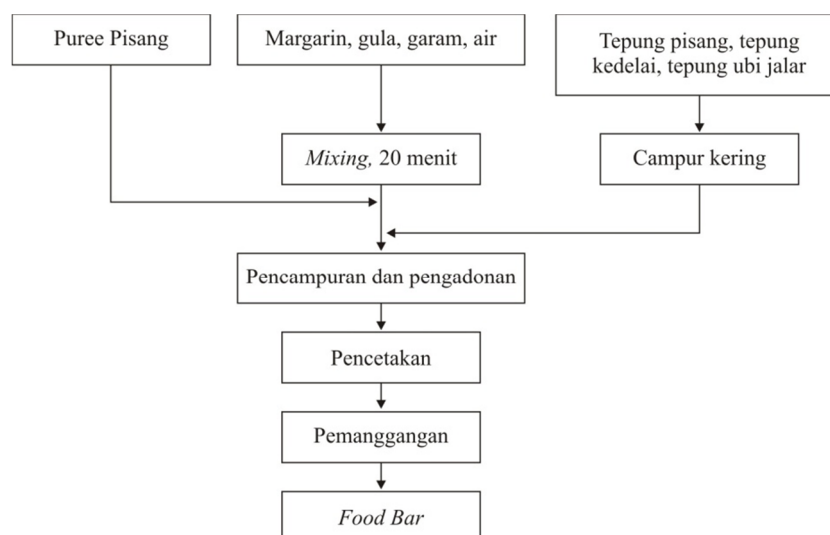 Puree Pisang
Margarin, gula, garam, air
Tepung pisang, tepung
kedelai, tepung ubi jalar
Mixing, 20 menit
Campur kering
Pencampuran dan pengadonan
Pencetakan
Pemanggangan
Food Bar